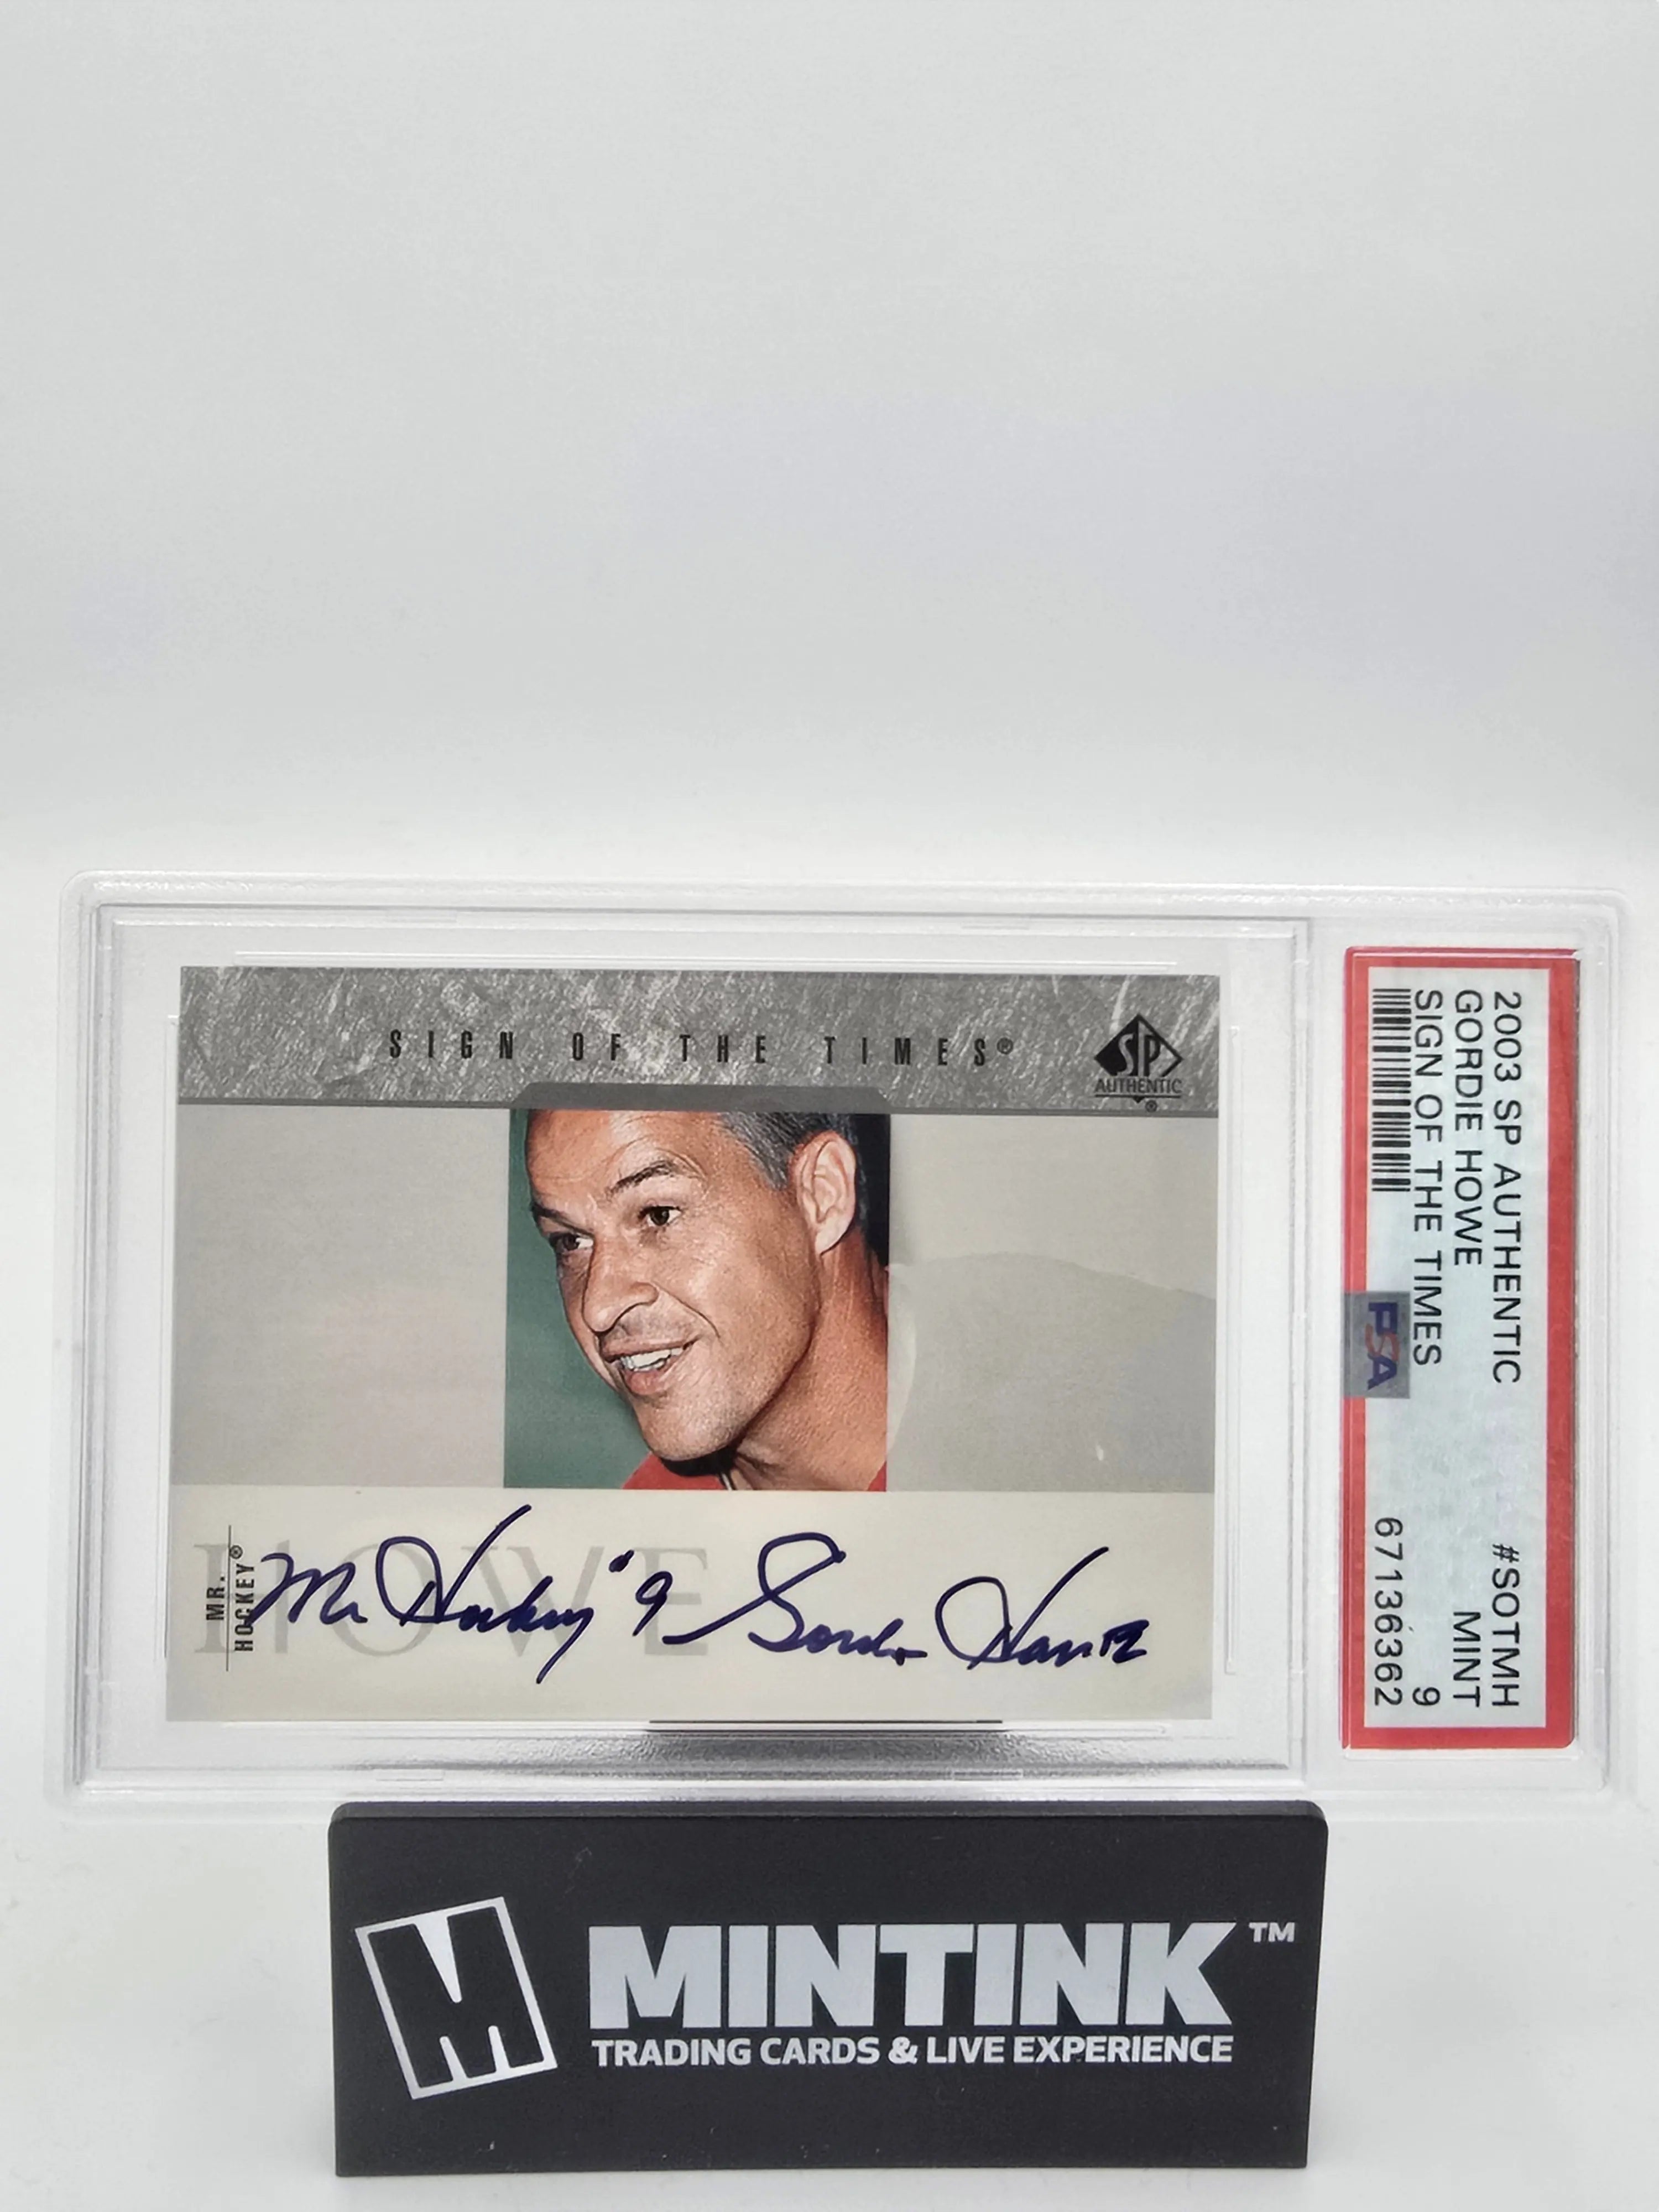 SIGN OF THE TIMES®
SP
AUTHENTIC
®
HOWE
MR.
HOCKEY®
Mr Hockey" 9 Gordie Howe
2003 SP AUTHENTIC #SOTMH
GORDIE HOWE MINT
SIGN OF THE TIMES 9
67136362
PSA
M MINTINK™
TRADING CARDS & LIVE EXPERIENCE